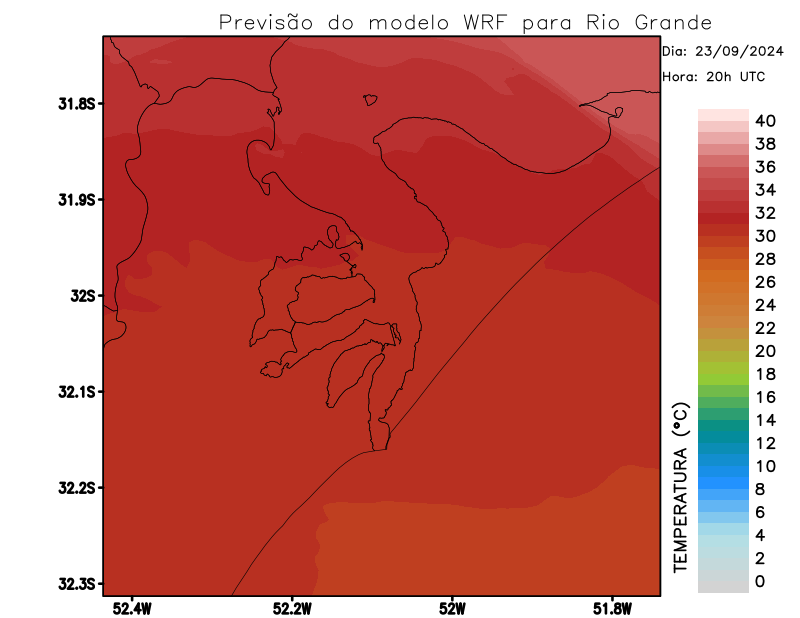 Previsão do modelo WRF para Rio Grande
Dia: 23/09/2024
Hora: 20h UTC
31.8S
31.9S
32S
32.1S
32.2S
32.3S
52.4W
52.2W
52W
51.8W
TEMPERATURA (°C)
40
38
36
34
32
30
28
26
24
22
20
18
16
14
12
10
8
6
4
2
0